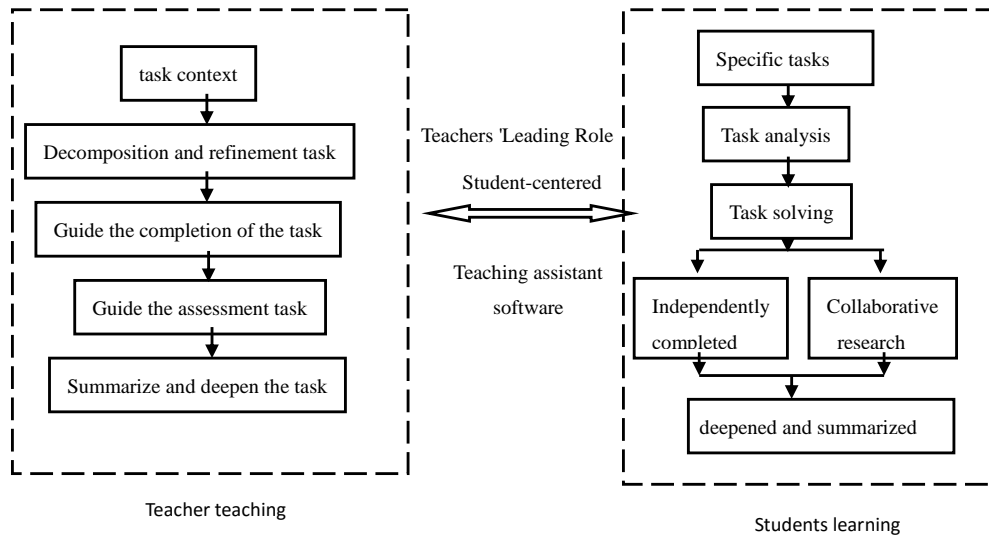 task context
Decomposition and refinement task
Guide the completion of the task
Guide the assessment task
Summarize and deepen the task
Teacher teaching
Teachers 'Leading Role
Student-centered
Teaching assistant
software
Specific tasks
Task analysis
Task solving
Independently
completed
Collaborative
research
deepened and summarized
Students learning